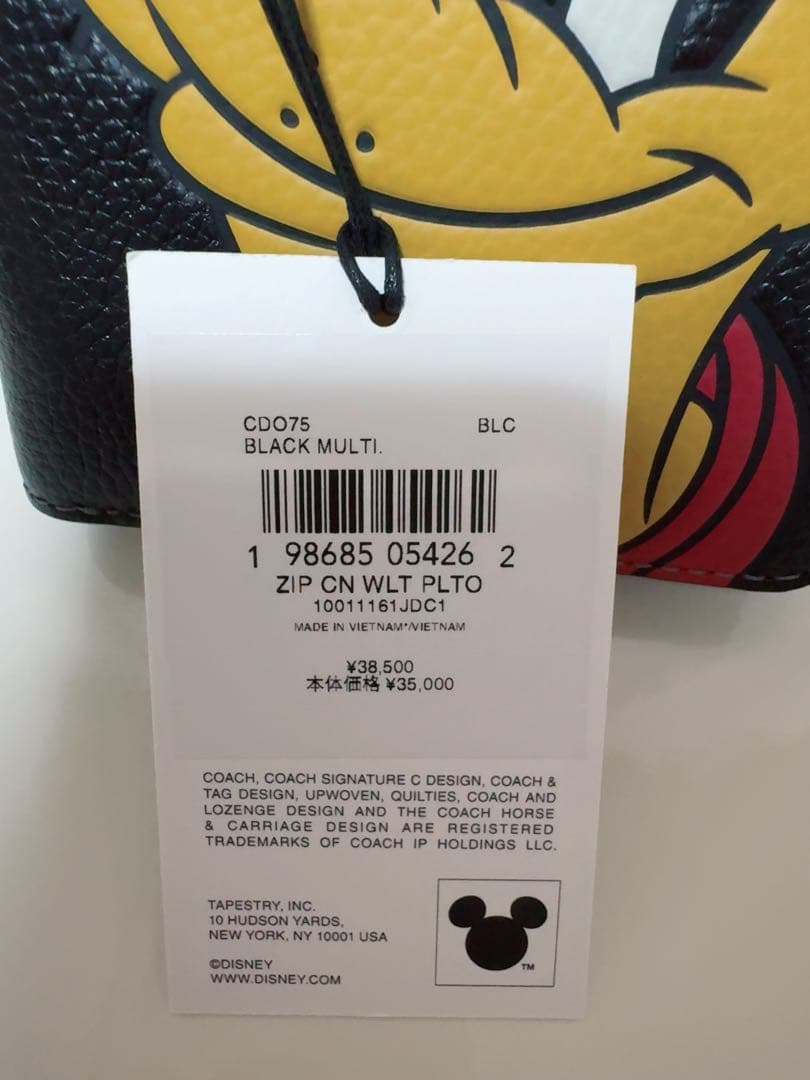 CDO75 BLC
BLACK MULTI.
1 98685 05426 2
ZIP CN WLT PLTO
10011161JDC1
MADE IN VIETNAM*/VIETNAM
¥38,500
本体価格 ¥35,000
COACH, COACH SIGNATURE C DESIGN, COACH &
TAG DESIGN, UPWOVEN, QUILTIES, COACH AND
LOZENGE DESIGN AND THE COACH HORSE
& CARRIAGE DESIGN ARE REGISTERED
TRADEMARKS OF COACH IP HOLDINGS LLC.
TAPESTRY, INC.
10 HUDSON YARDS,
NEW YORK, NY 10001 USA
©DISNEY
WWW.DISNEY.COM
TM